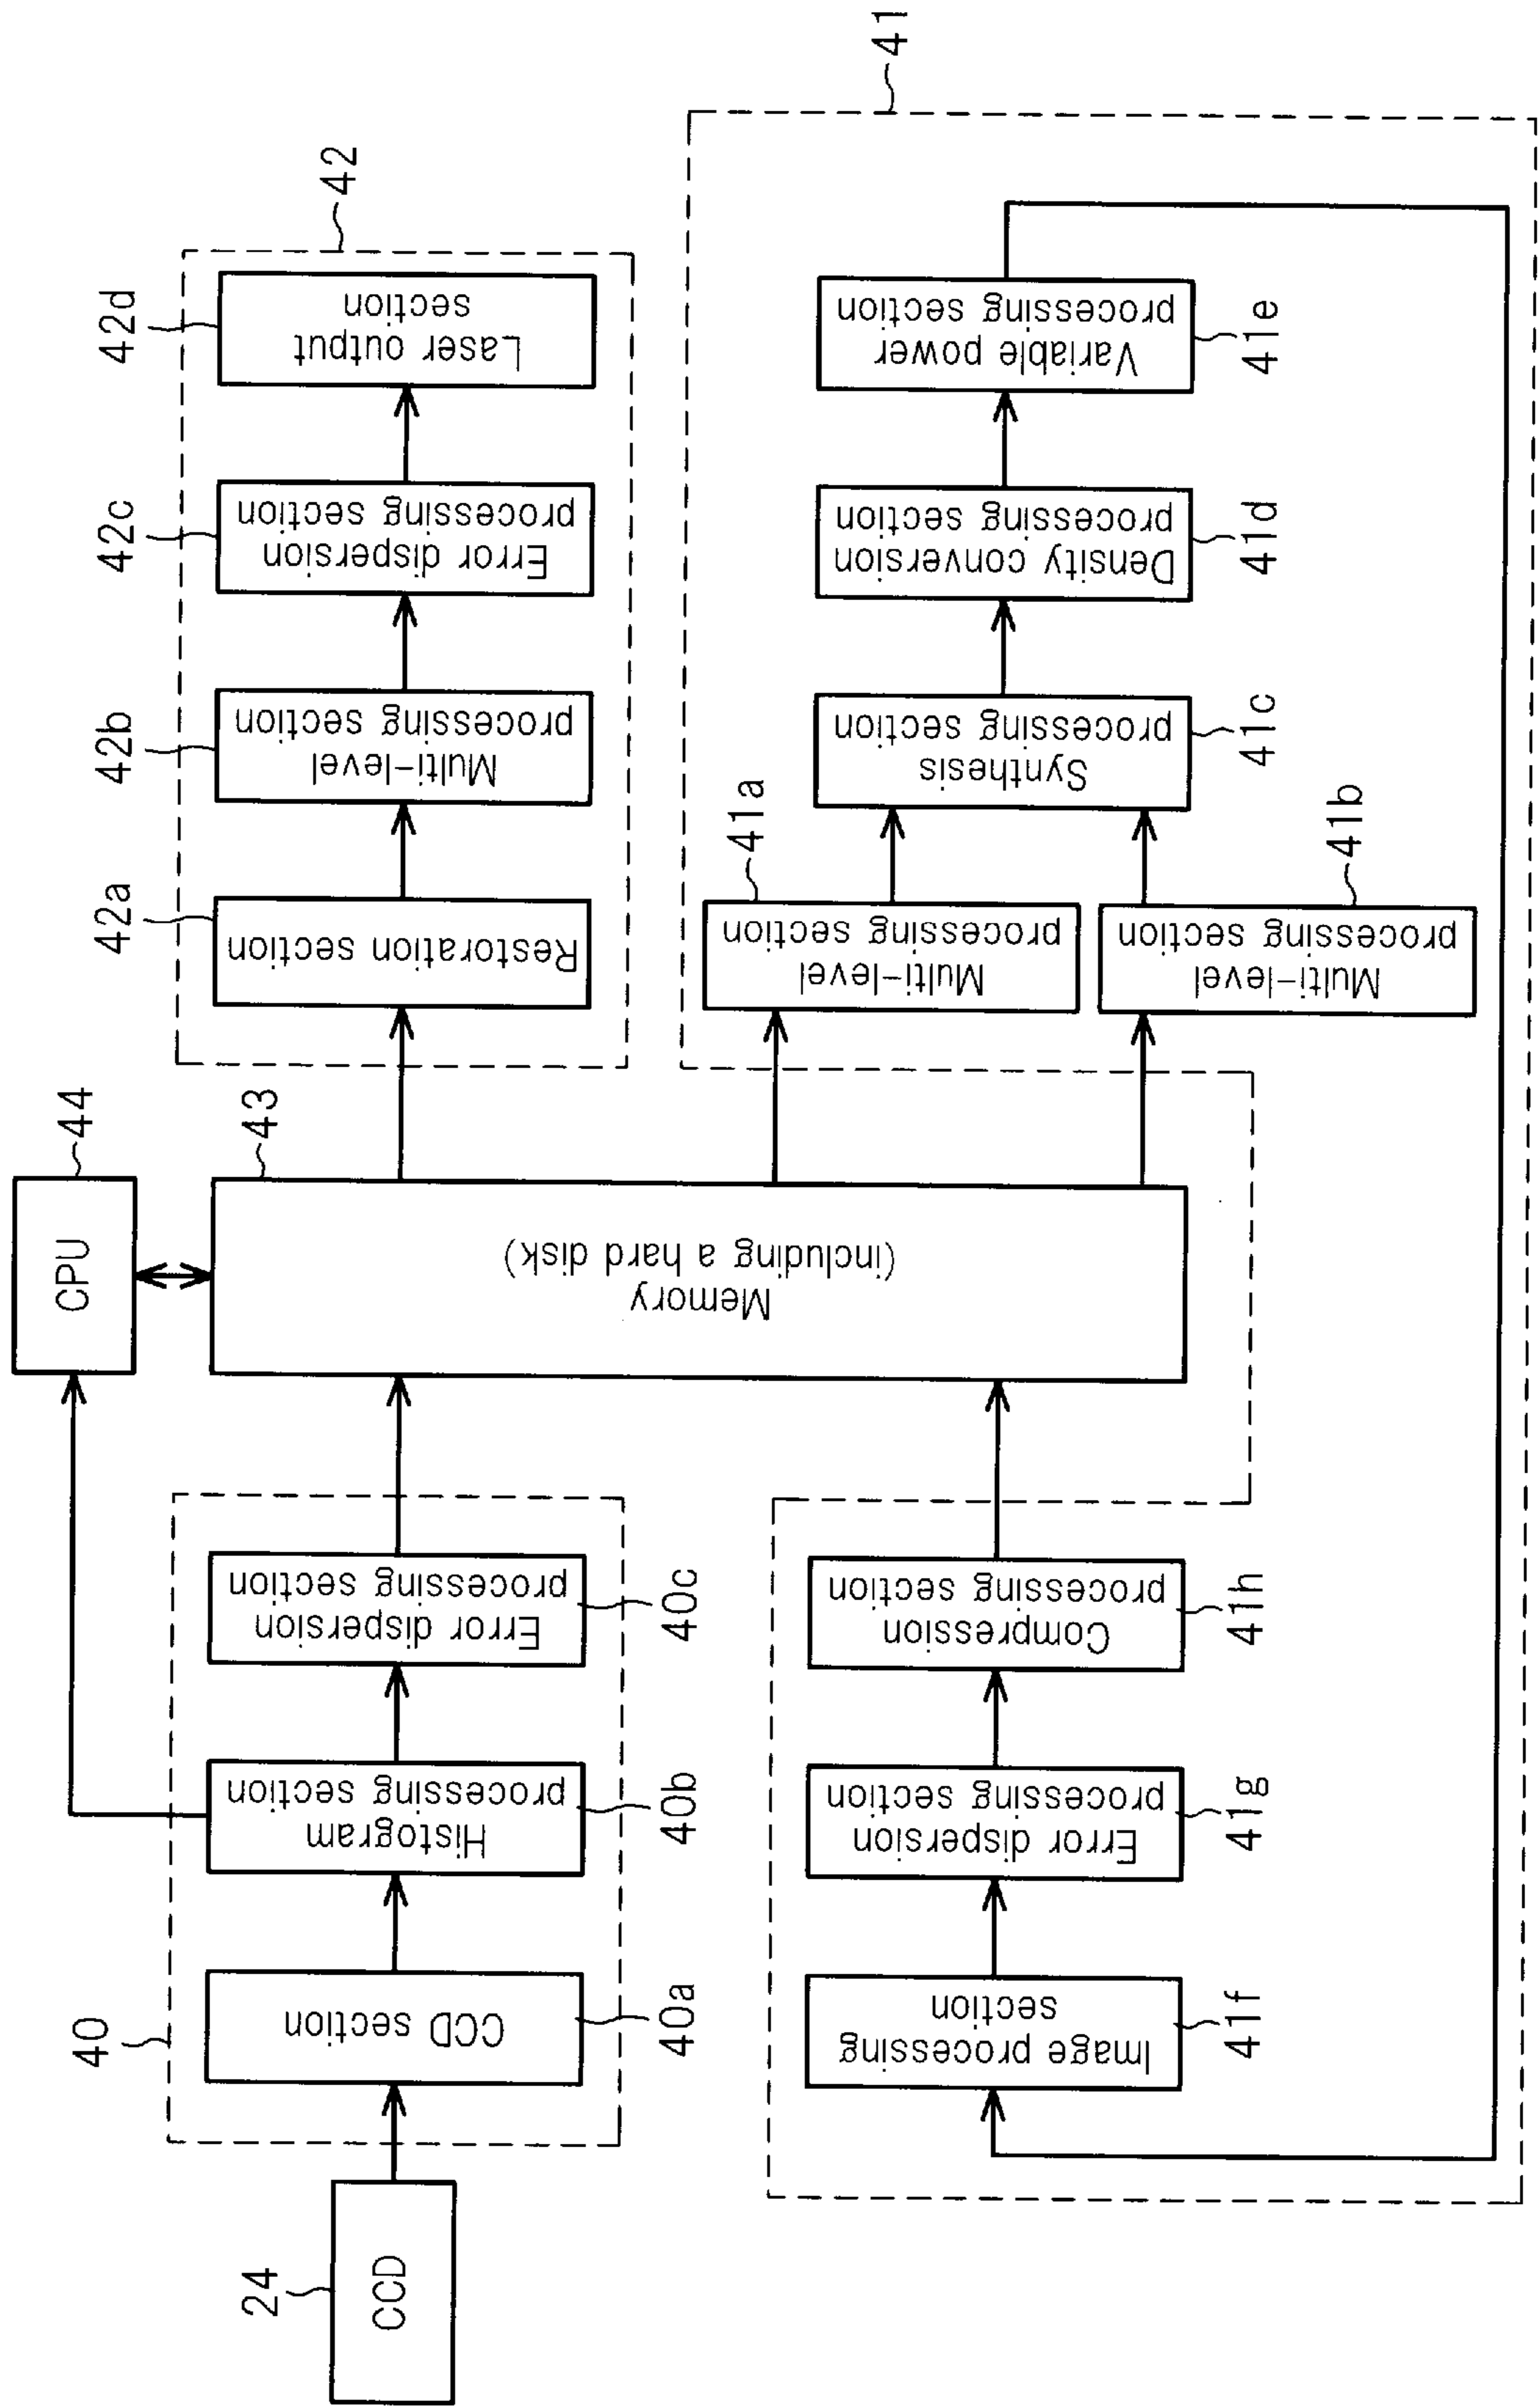 24
CCD
40
CCD section
40a
Histogram
processing section
40b
Error dispersion
processing section
40c
CPU
44
Memory
(including a hard disk)
43
42
Restoration section
42a
Multi-level
processing section
42b
Error dispersion
processing section
42c
Laser output
section
42d
41
Multi-level
processing section
41a
Multi-level
processing section
41b
Synthesis
processing section
41c
Density conversion
processing section
41d
Variable power
processing section
41e
Image processing
section
41f
Error dispersion
processing section
41g
Compression
processing section
41h